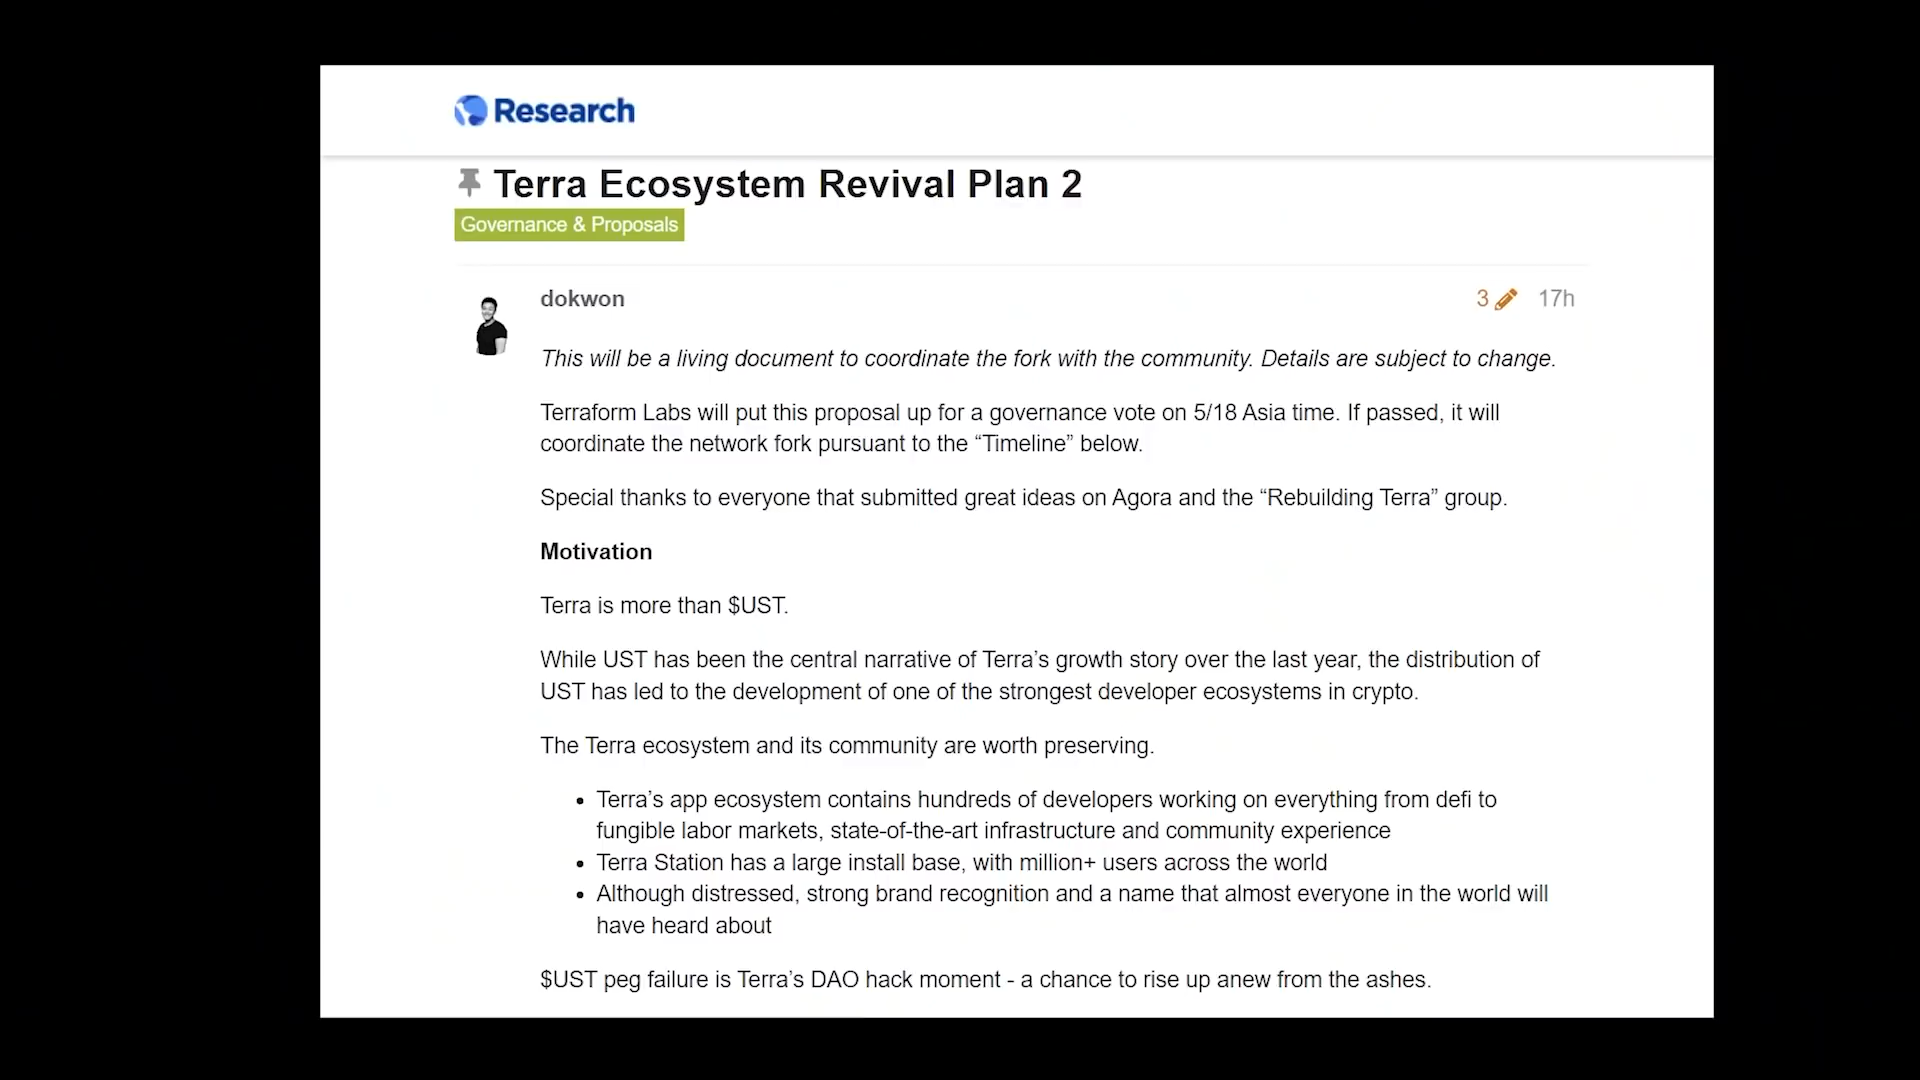 Research
Terra Ecosystem Revival Plan 2
Governance & Proposals
dokwon
3
17h
This will be a living document to coordinate the fork with the community. Details are subject to change.
Terraform Labs will put this proposal up for a governance vote on 5/18 Asia time. If passed, it will
coordinate the network fork pursuant to the “Timeline” below.
Special thanks to everyone that submitted great ideas on Agora and the “Rebuilding Terra” group.
Motivation
Terra is more than $UST.
While UST has been the central narrative of Terra’s growth story over the last year, the distribution of
UST has led to the development of one of the strongest developer ecosystems in crypto.
The Terra ecosystem and its community are worth preserving.
• Terra’s app ecosystem contains hundreds of developers working on everything from defi to
fungible labor markets, state-of-the-art infrastructure and community experience
• Terra Station has a large install base, with million+ users across the world
• Although distressed, strong brand recognition and a name that almost everyone in the world will
have heard about
$UST peg failure is Terra’s DAO hack moment - a chance to rise up anew from the ashes.